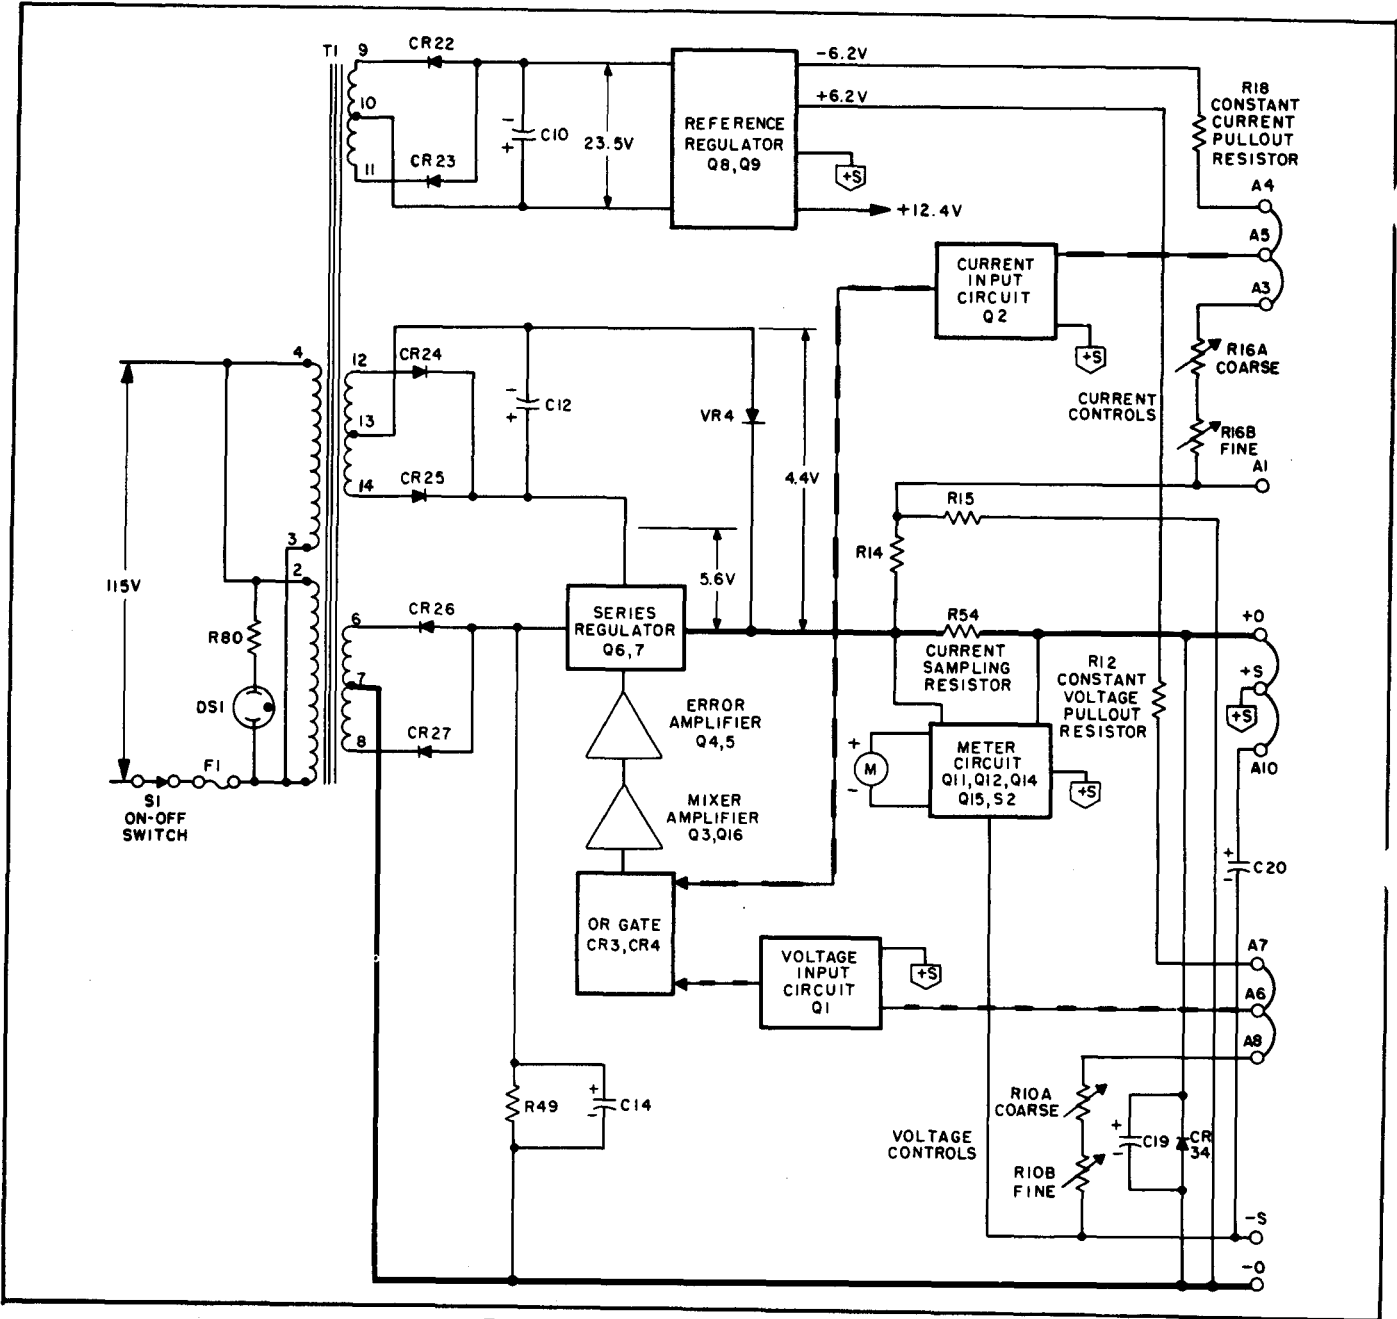 T1
9
CR22
10
11
CR23
-
+
C10
23.5V
REFERENCE
REGULATOR
Q8,Q9
-6.2V
+6.2V
+S
+12.4V
R18
CONSTANT
CURRENT
PULLOUT
RESISTOR
A4
A5
A3
CURRENT
INPUT
CIRCUIT
Q2
+S
R16A
COARSE
CURRENT
CONTROLS
R16B
FINE
A1
4
12
CR24
13
14
CR25
-
+
C12
VR4
4.4V
5.6V
3
2
115V
R80
DS1
F1
S1
ON-OFF
SWITCH
6
CR26
7
8
CR27
SERIES
REGULATOR
Q6,7
R15
R14
R54
CURRENT
SAMPLING
RESISTOR
R12
CONSTANT
VOLTAGE
PULLOUT
RESISTOR
+O
+S
+S
A10
ERROR
AMPLIFIER
Q4,5
MIXER
AMPLIFIER
Q3,Q16
+
M
-
METER
CIRCUIT
Q11,Q12,Q14
Q15,S2
+S
+
-
C20
OR GATE
CR3,CR4
VOLTAGE
INPUT
CIRCUIT
Q1
+S
A7
A6
A8
R49
+
-
C14
R10A
COARSE
VOLTAGE
CONTROLS
R10B
FINE
+
-
C19
CR
34
-S
-O